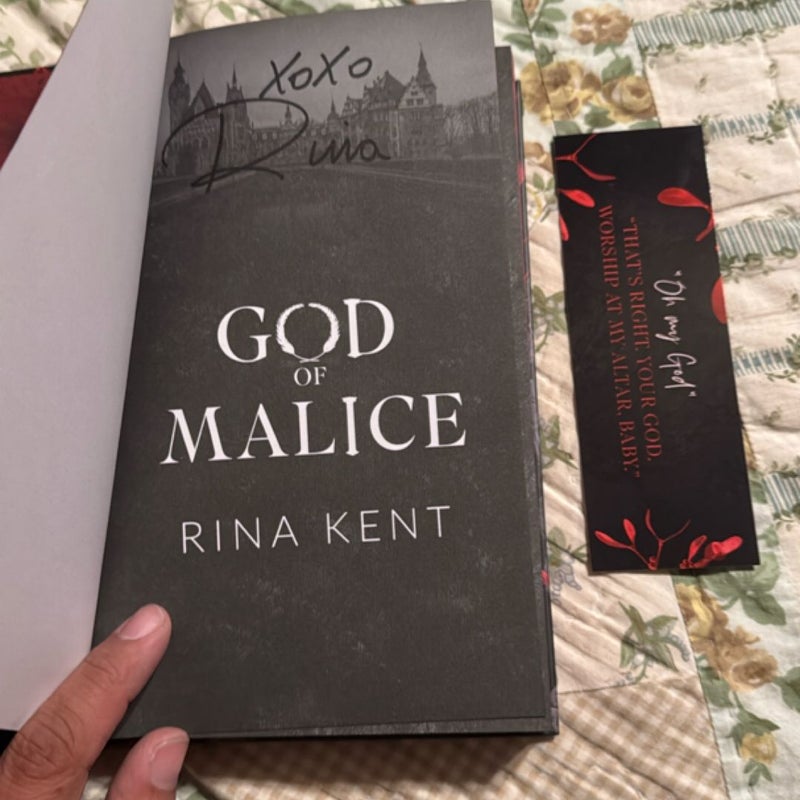 XOXO
Rina
GOD
OF
MALICE
RINA KENT
"Oh my God."
"THAT'S RIGHT. YOUR GOD.
WORSHIP AT MY ALTAR, BABY."